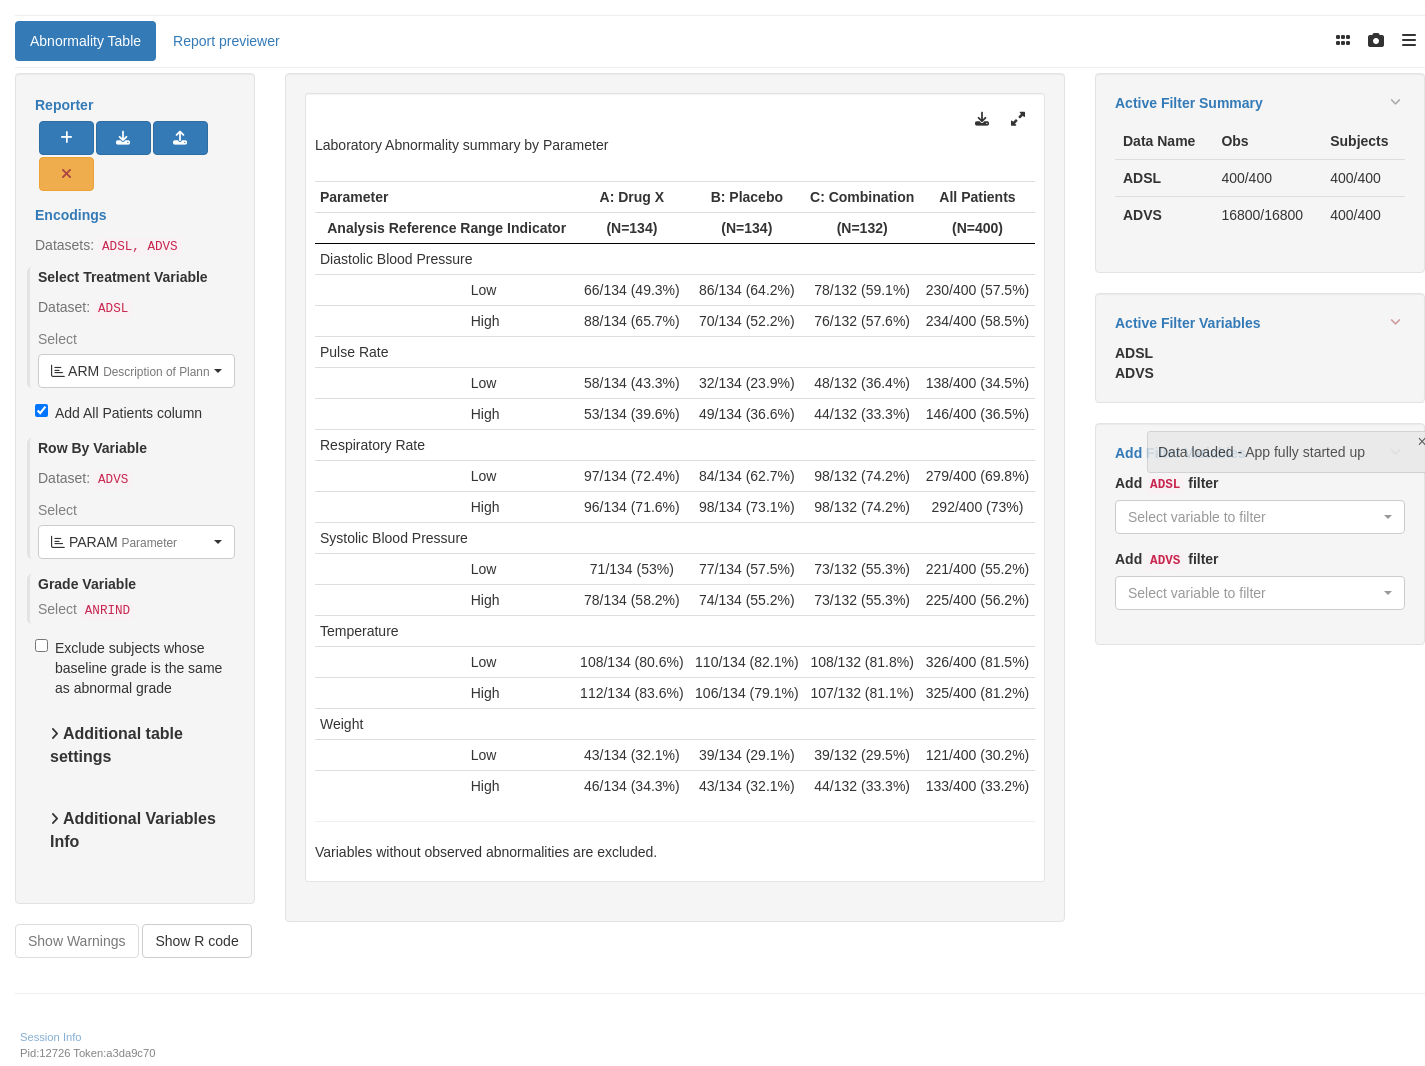 Abnormality Table Report previewer
Reporter
Encodings
Datasets: ADSL, ADVS
Select Treatment Variable
Dataset: ADSL
Select
ARM Description of Plann
Add All Patients column
Row By Variable
Dataset: ADVS
Select
PARAM Parameter
Grade Variable
Select ANRIND
Exclude subjects whose
baseline grade is the same
as abnormal grade
Additional table
settings
Additional Variables
Info
Show Warnings Show R code
Laboratory Abnormality summary by Parameter
Parameter A: Drug X B: Placebo C: Combination All Patients
Analysis Reference Range Indicator (N=134) (N=134) (N=132) (N=400)
Diastolic Blood Pressure
Low 66/134 (49.3%) 86/134 (64.2%) 78/132 (59.1%) 230/400 (57.5%)
High 88/134 (65.7%) 70/134 (52.2%) 76/132 (57.6%) 234/400 (58.5%)
Pulse Rate
Low 58/134 (43.3%) 32/134 (23.9%) 48/132 (36.4%) 138/400 (34.5%)
High 53/134 (39.6%) 49/134 (36.6%) 44/132 (33.3%) 146/400 (36.5%)
Respiratory Rate
Low 97/134 (72.4%) 84/134 (62.7%) 98/132 (74.2%) 279/400 (69.8%)
High 96/134 (71.6%) 98/134 (73.1%) 98/132 (74.2%) 292/400 (73%)
Systolic Blood Pressure
Low 71/134 (53%) 77/134 (57.5%) 73/132 (55.3%) 221/400 (55.2%)
High 78/134 (58.2%) 74/134 (55.2%) 73/132 (55.3%) 225/400 (56.2%)
Temperature
Low 108/134 (80.6%) 110/134 (82.1%) 108/132 (81.8%) 326/400 (81.5%)
High 112/134 (83.6%) 106/134 (79.1%) 107/132 (81.1%) 325/400 (81.2%)
Weight
Low 43/134 (32.1%) 39/134 (29.1%) 39/132 (29.5%) 121/400 (30.2%)
High 46/134 (34.3%) 43/134 (32.1%) 44/132 (33.3%) 133/400 (33.2%)
Variables without observed abnormalities are excluded.
Active Filter Summary
Data Name Obs Subjects
ADSL 400/400 400/400
ADVS 16800/16800 400/400
Active Filter Variables
ADSL
ADVS
Add
Data loaded - App fully started up
Add ADSL filter
Select variable to filter
Add ADVS filter
Select variable to filter
Session Info
Pid:12726 Token:a3da9c70